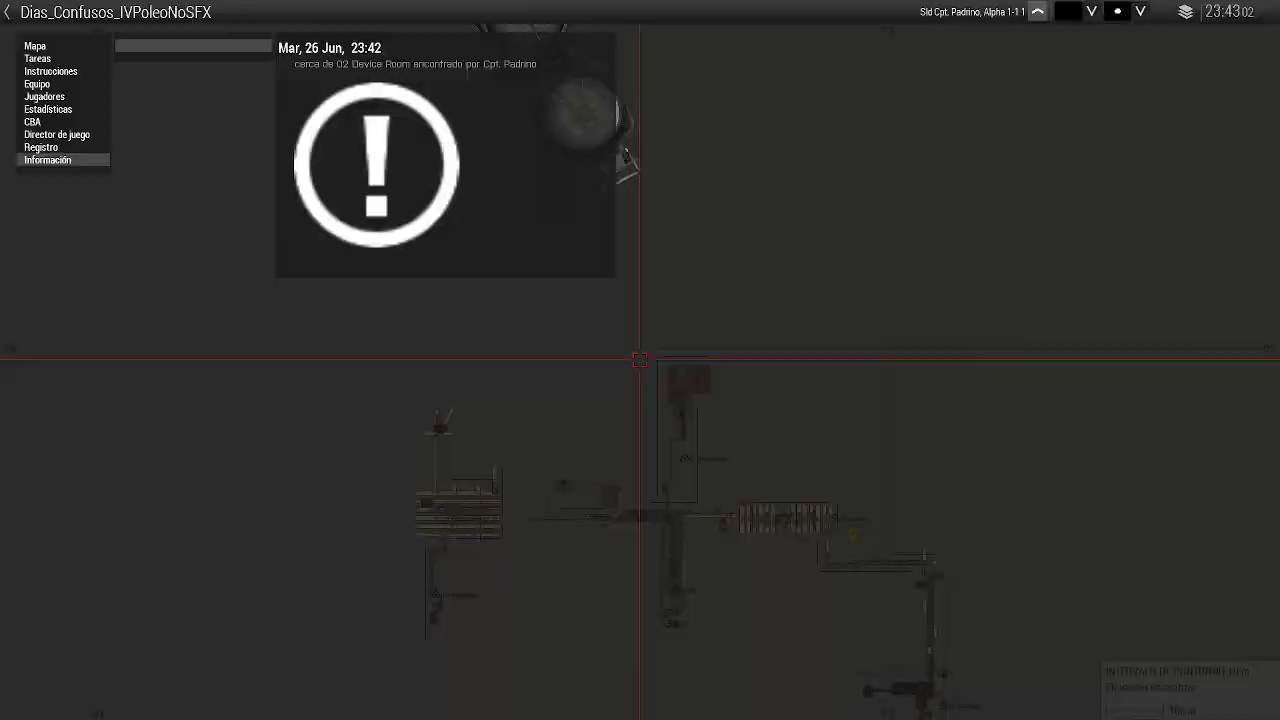 Dias_Confusos_IVPoleoNoSFX
Sld Cpt. Padrino, Alpha 1-1 1
23:43 02
Mapa
Tareas
Instrucciones
Equipo
Jugadores
Estadísticas
CBA
Director de juego
Registro
Información
Mar, 26 Jun, 23:42
cerca de 02 Device Room encontrado por Cpt. Padrino
100 m